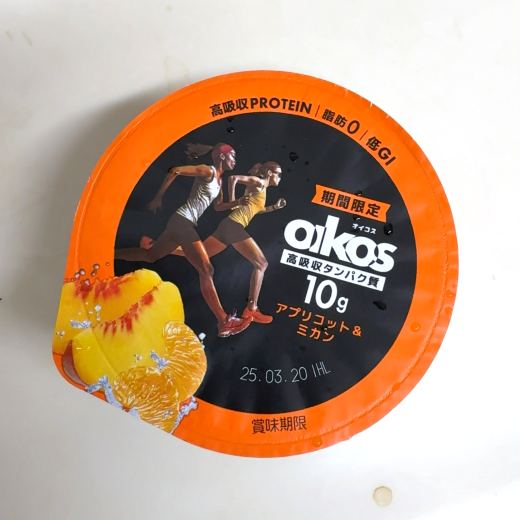 高吸収PROTEIN | 脂肪0 | 低GI
期間限定
オイコス
oikos
高吸収タンパク質
10g
アプリコット&
ミカン
25.03.20 IHL
賞味期限